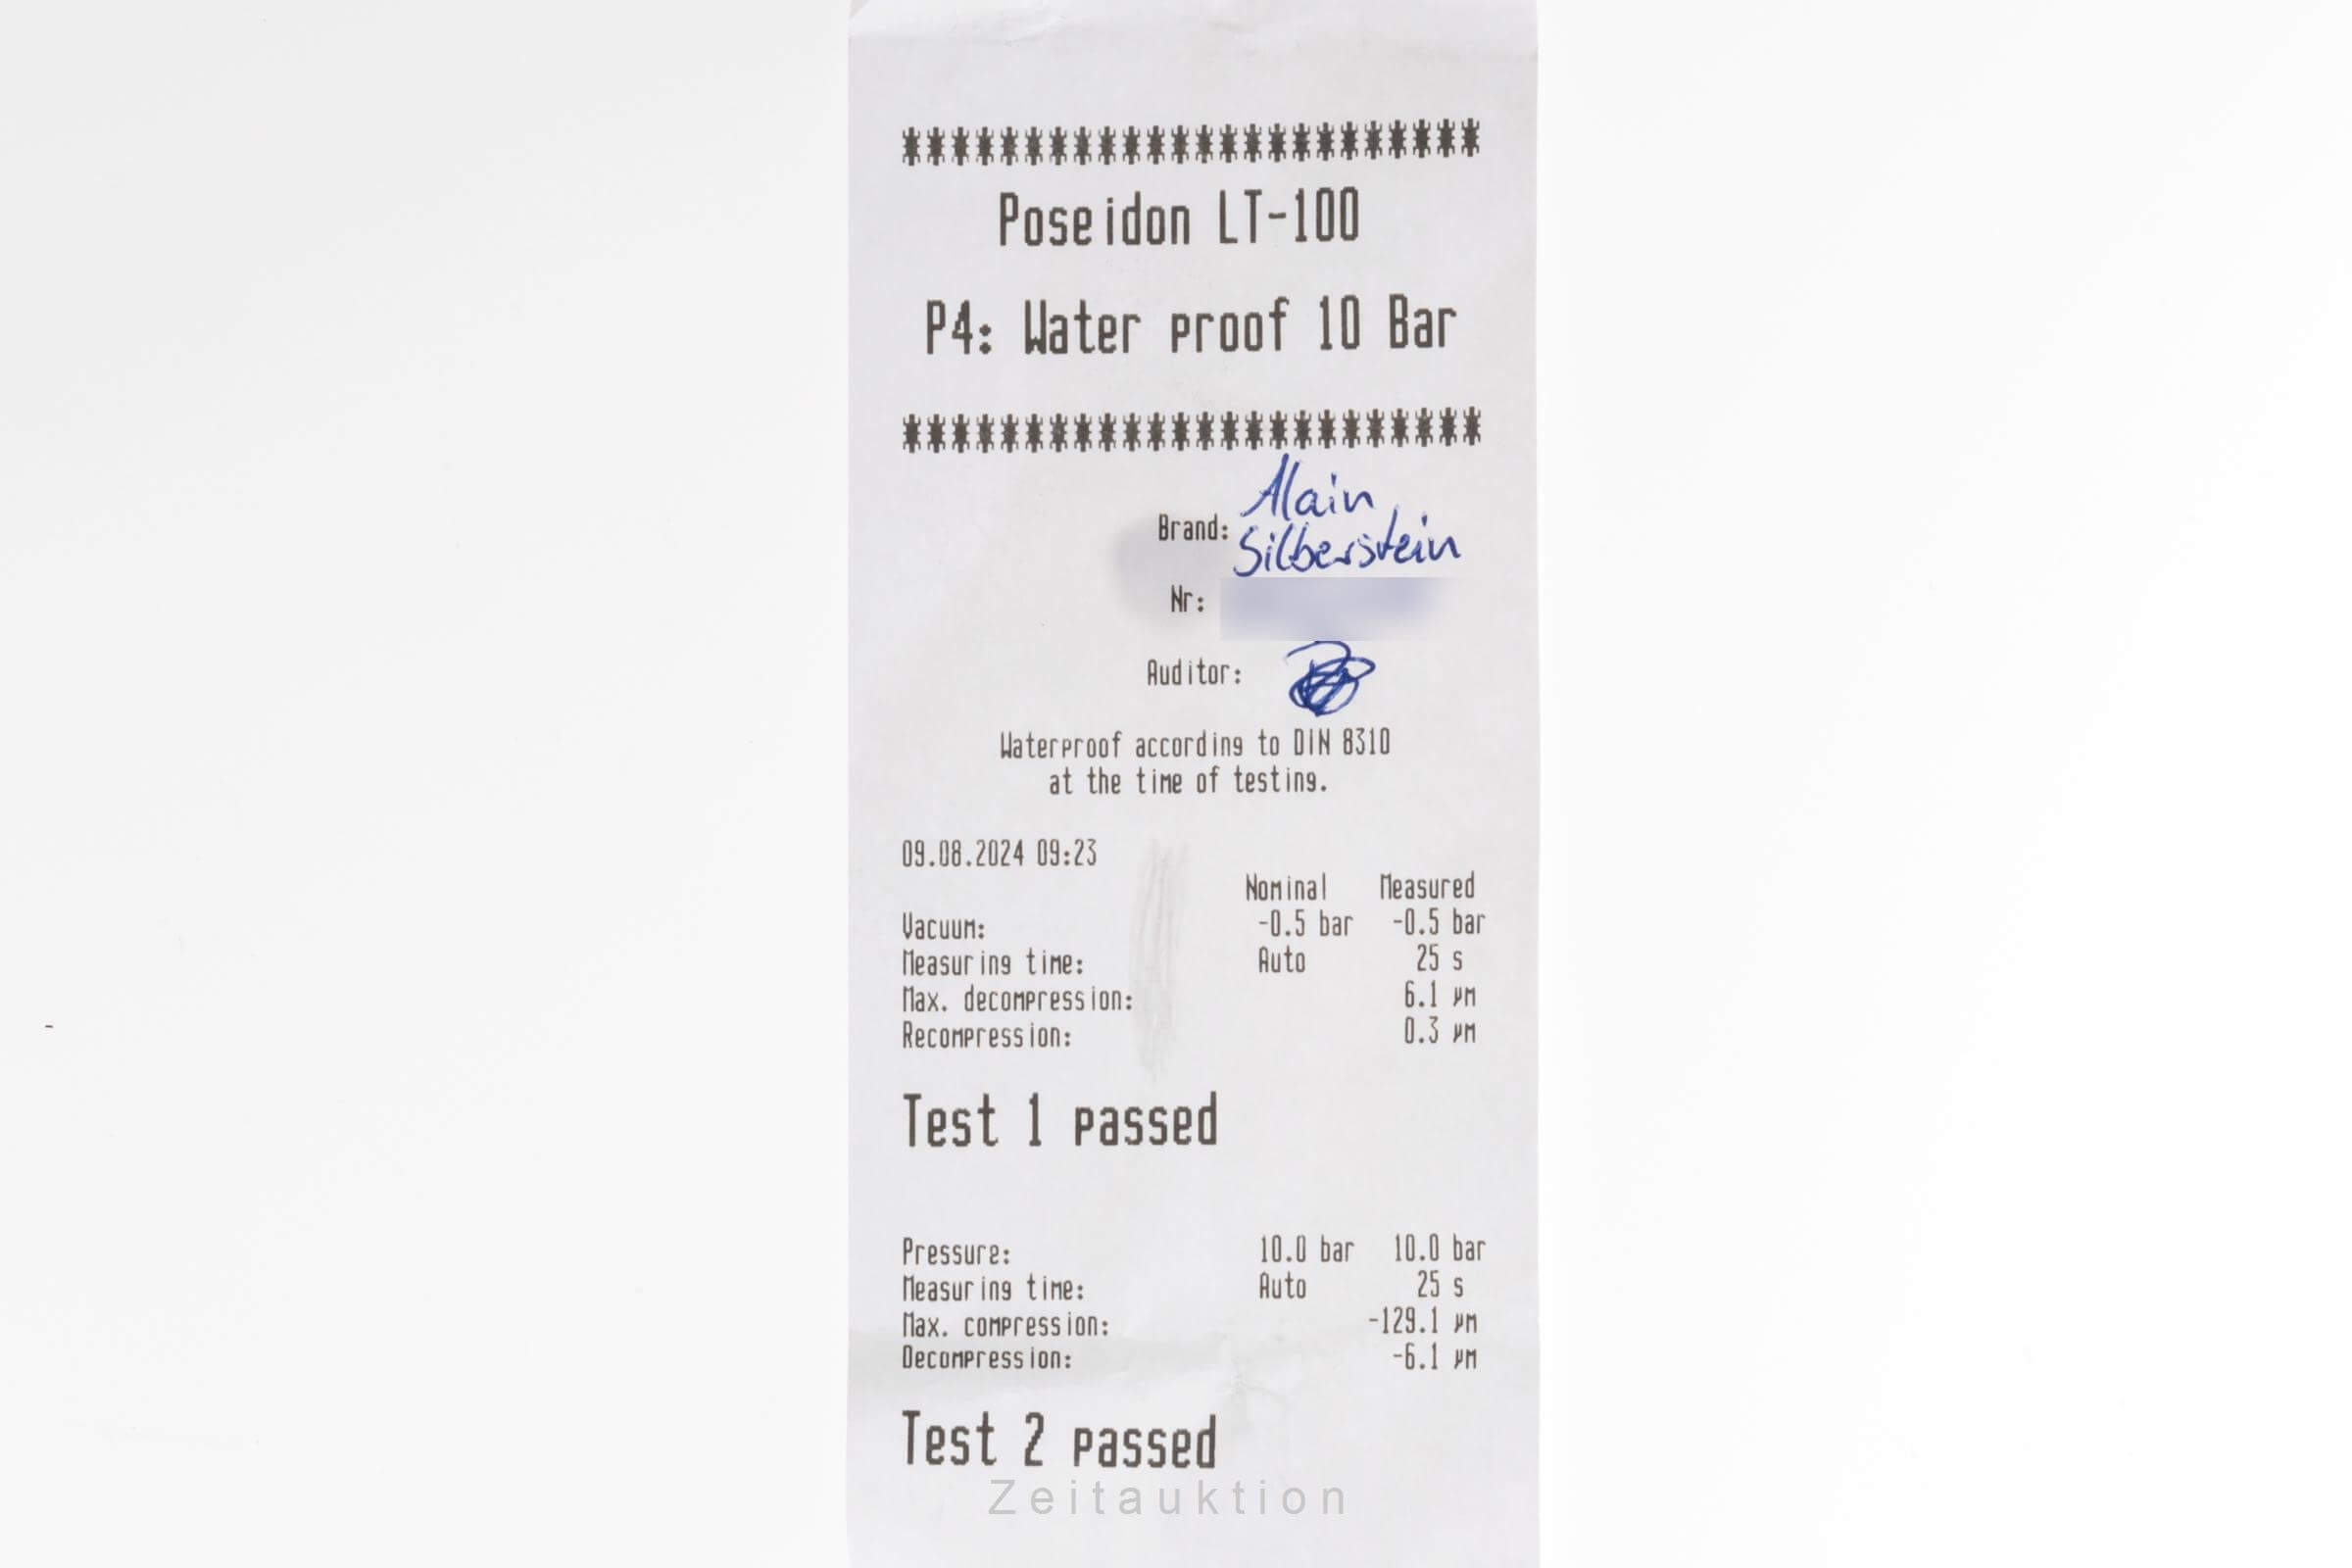 ************************
Poseidon LT-100
P4: Water proof 10 Bar
************************
Brand: Alain Silberstein
Nr:
Auditor:
Waterproof according to DIN 8310
at the time of testing.
09.08.2024 09:23
Nominal Measured
Vacuum: -0.5 bar -0.5 bar
Measuring time: Auto 25 s
Max. decompression: 6.1 µm
Recompression: 0.3 µm
Test 1 passed
Pressure: 10.0 bar 10.0 bar
Measuring time: Auto 25 s
Max. compression: -129.1 µm
Decompression: -6.1 µm
Test 2 passed
Zeitauktion